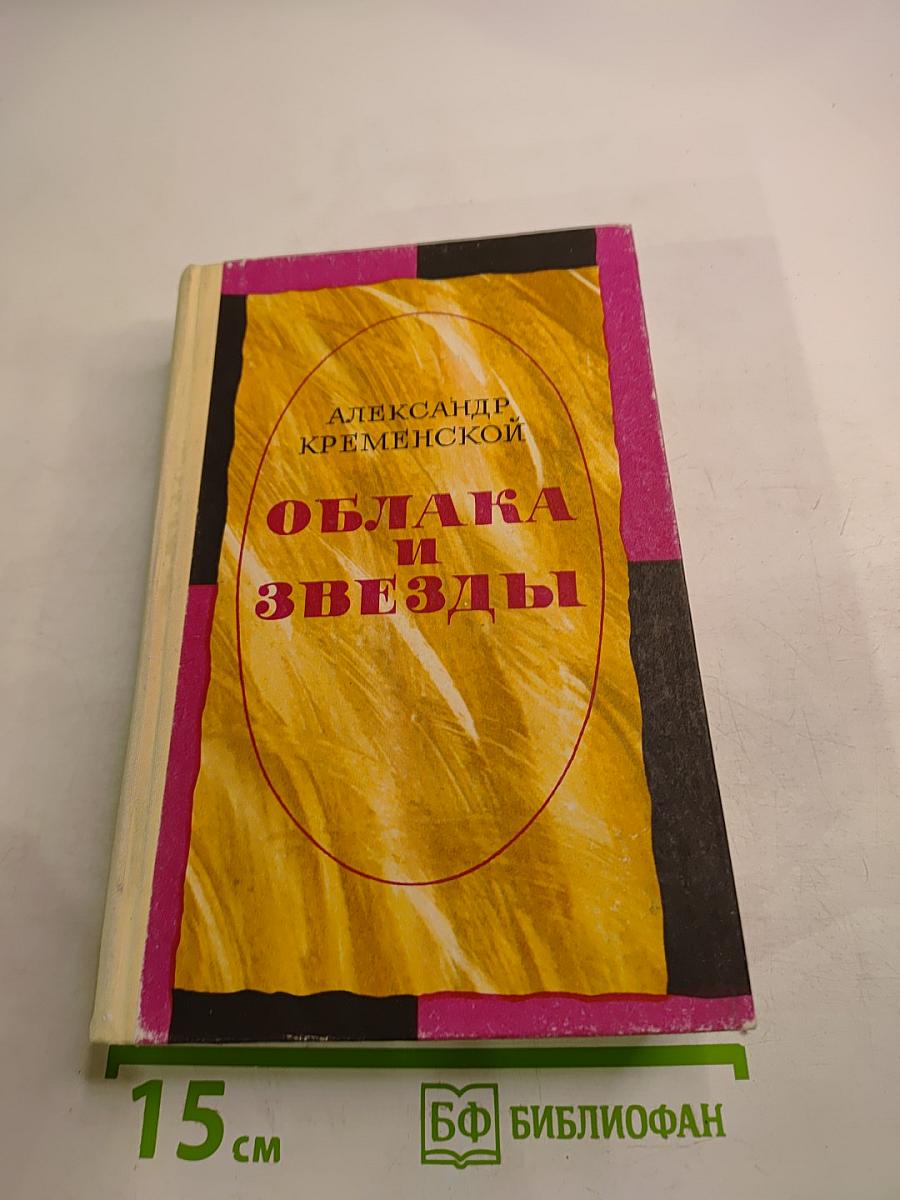 АЛЕКСАНДР
КРЕМЕНСКОЙ
ОБЛАКА
И
ЗВЕЗДЫ
15 см
БФ БИБЛИОФАН